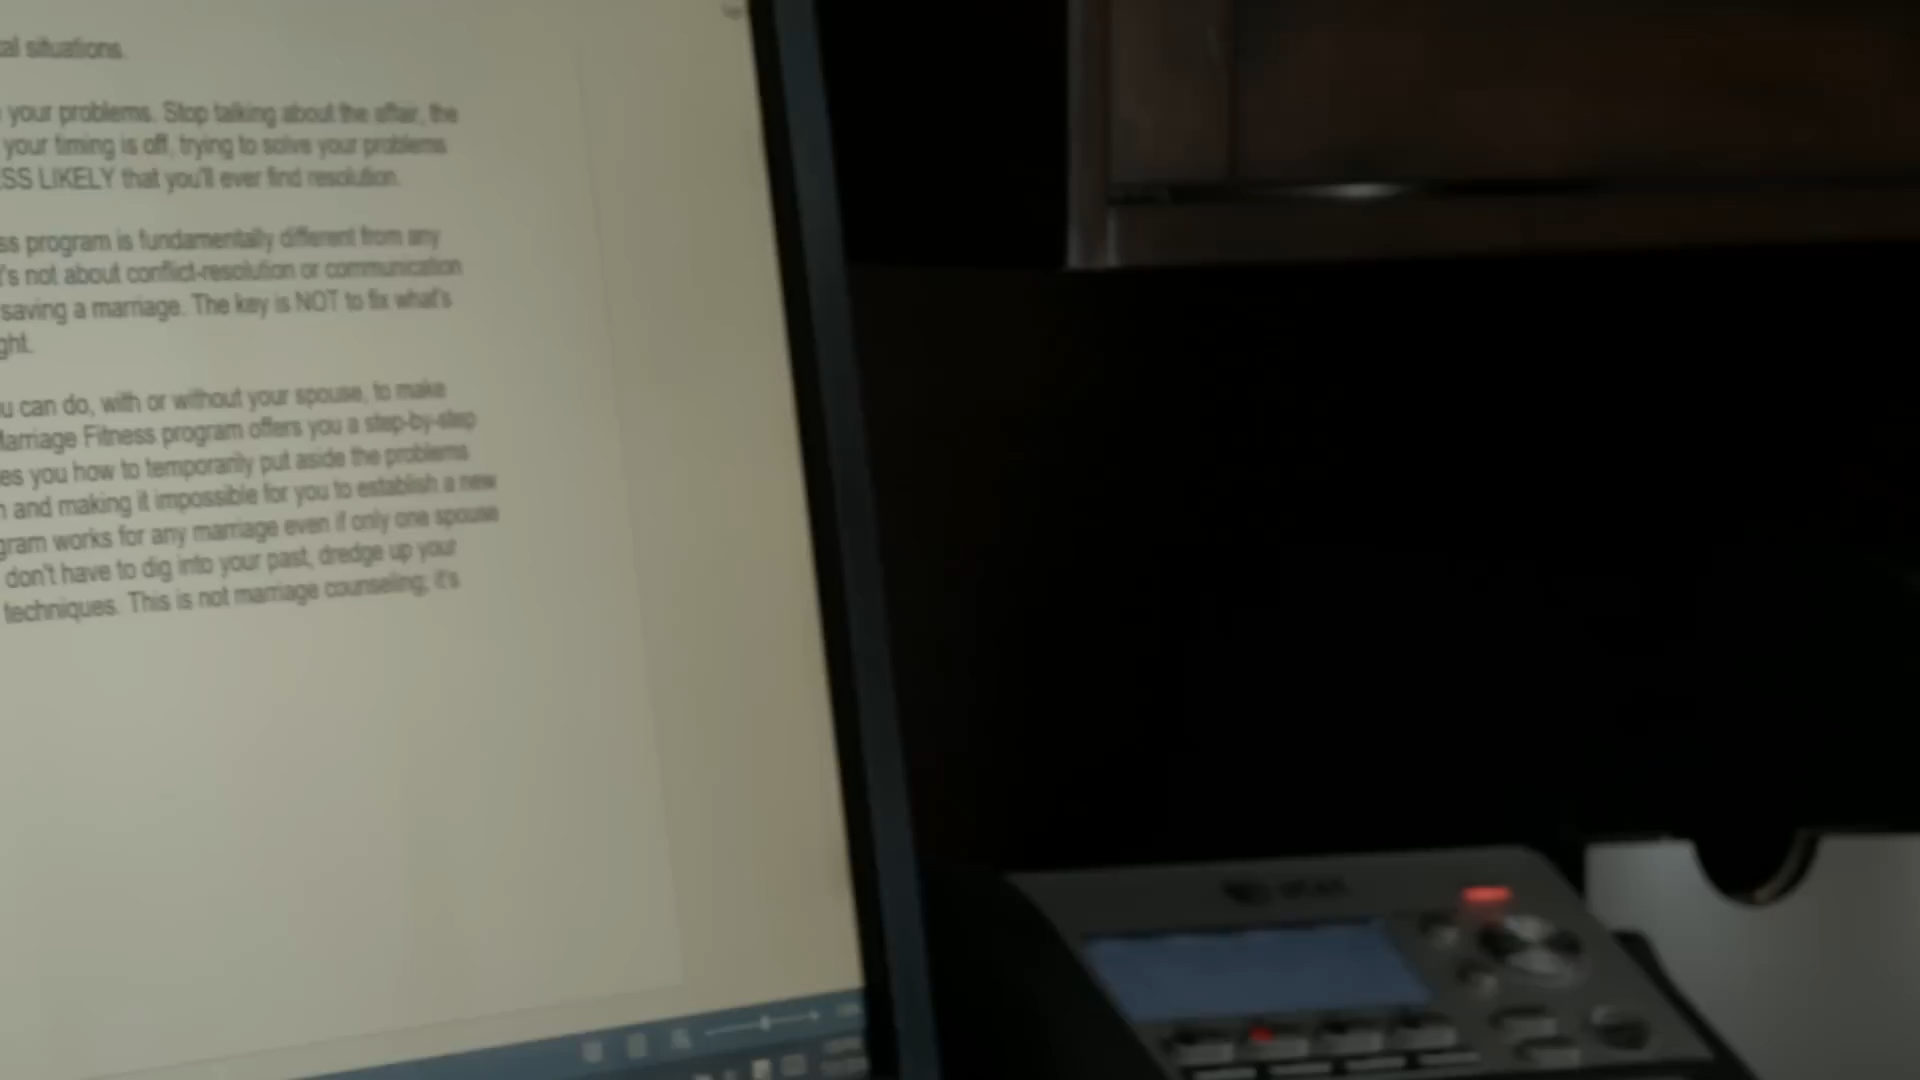 al situations.
your problems. Stop talking about the affair, the
your timing is off, trying to solve your problems
SS LIKELY that you'll ever find resolution.
ss program is fundamentally different from any
's not about conflict-resolution or communication
saving a marriage. The key is NOT to fix what's
ght.
u can do, with or without your spouse, to make
Marriage Fitness program offers you a step-by-step
es you how to temporarily put aside the problems
n and making it impossible for you to establish a new
gram works for any marriage even if only one spouse
don't have to dig into your past, dredge up your
techniques. This is not marriage counseling; it's
at&t